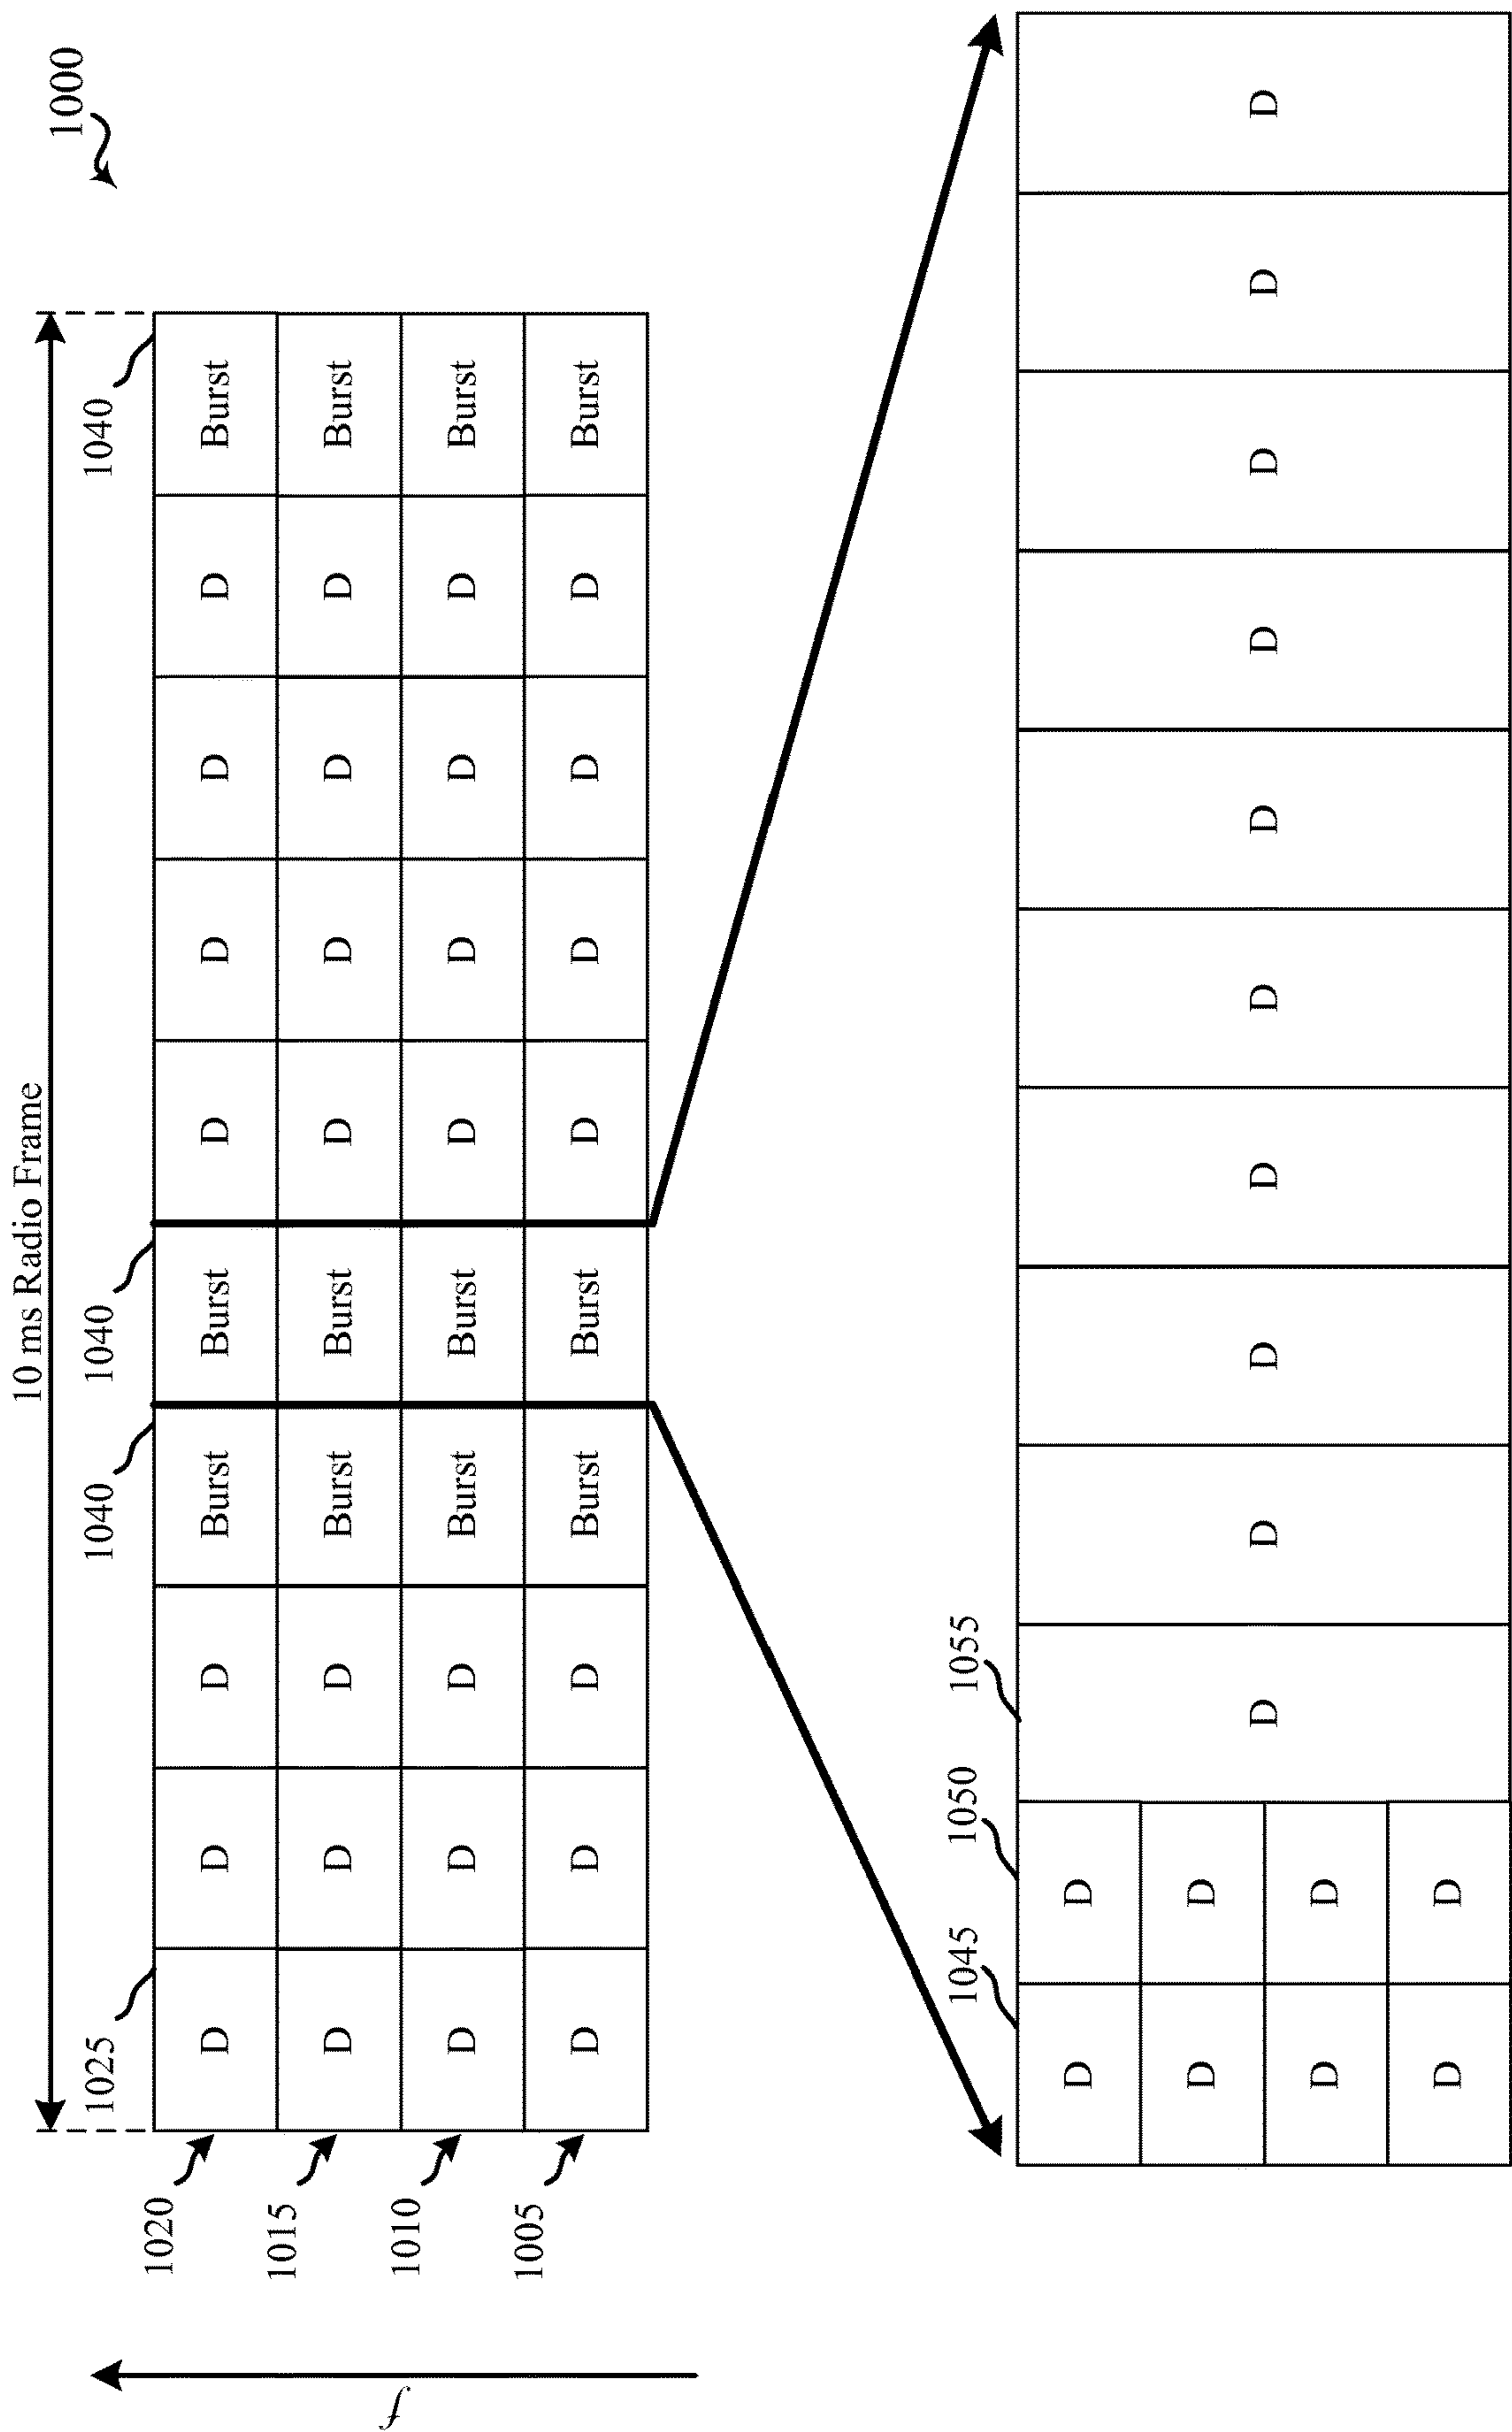 10 ms Radio Frame
1000
1025 1040 1040 1040
1020 D D D Burst Burst D D D D Burst
1015 D D D Burst Burst D D D D Burst
1010 D D D Burst Burst D D D D Burst
1005 D D D Burst Burst D D D D Burst
f
1045 1050 1055
D D
D D
D D D D D D D D D D
D D
D D